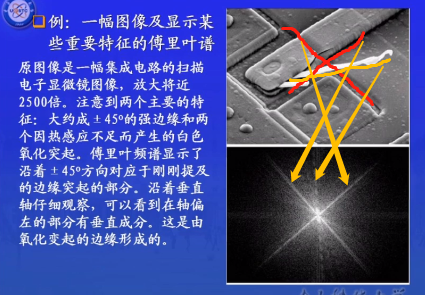 例：一幅图像及显示某
些重要特征的傅里叶谱
原图像是一幅集成电路的扫描
电子显微镜图像，放大将近
2500倍。注意到两个主要的特
征：大约成±45º的强边缘和两
个因热感应不足而产生的白色
氧化突起。傅里叶频谱显示了
沿着±45º方向对应于刚刚提及
的边缘突起的部分。沿着垂直
轴仔细观察，可以看到在轴偏
左的部分有垂直成分。这是由
氧化变起的边缘形成的。